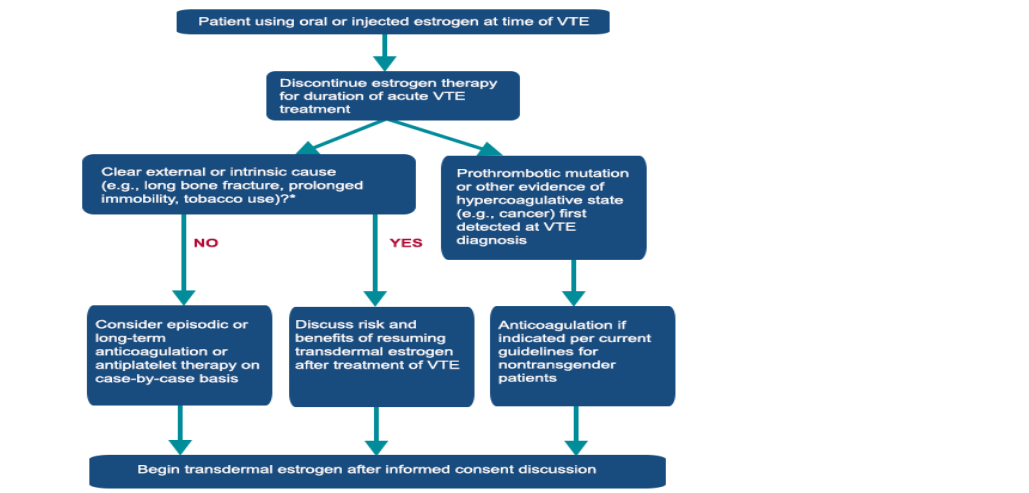 Patient using oral or injected estrogen at time of VTE
Discontinue estrogen therapy
for duration of acute VTE
treatment
Clear external or intrinsic cause
(e.g., long bone fracture, prolonged
immobility, tobacco use)?*
Prothrombotic mutation
or other evidence of
hypercoagulative state
(e.g., cancer) first
detected at VTE
diagnosis
NO
YES
Consider episodic or
long-term
anticoagulation or
antiplatelet therapy on
case-by-case basis
Discuss risk and
benefits of resuming
transdermal estrogen
after treatment of VTE
Anticoagulation if
indicated per current
guidelines for
nontransgender
patients
Begin transdermal estrogen after informed consent discussion